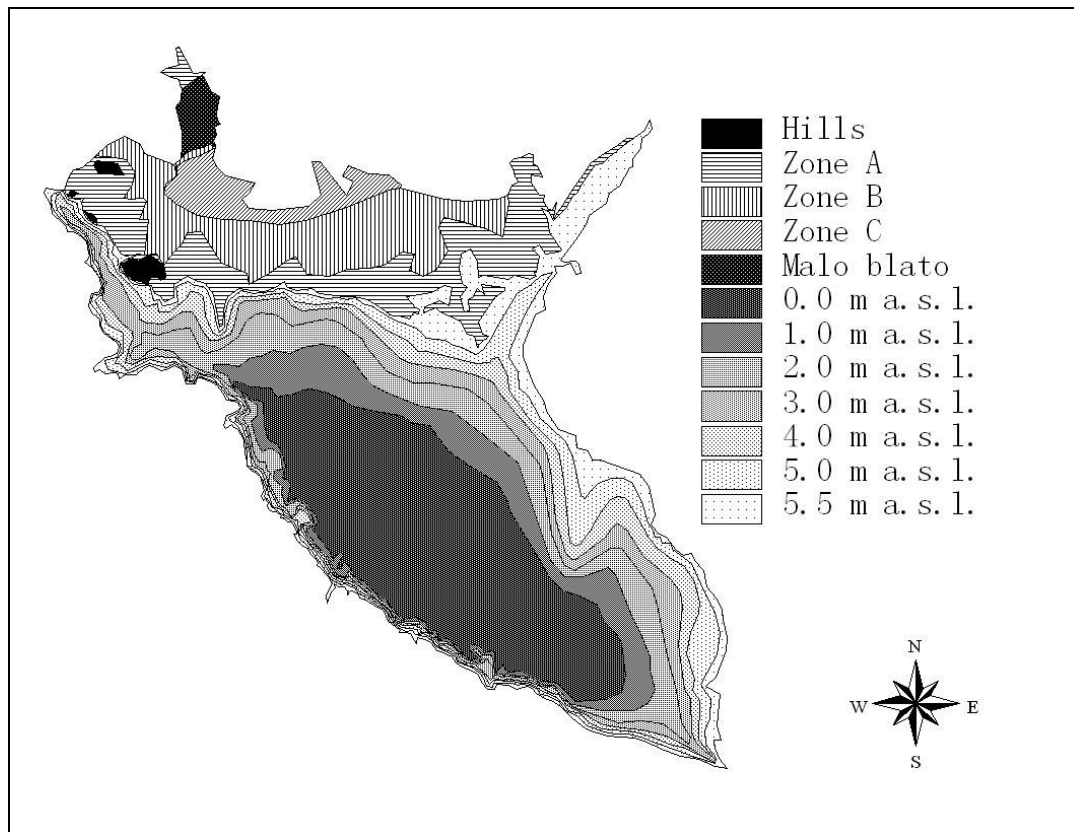 Hills
Zone A
Zone B
Zone C
Malo blato
0.0 m a.s.l.
1.0 m a.s.l.
2.0 m a.s.l.
3.0 m a.s.l.
4.0 m a.s.l.
5.0 m a.s.l.
5.5 m a.s.l.
N
W E
S